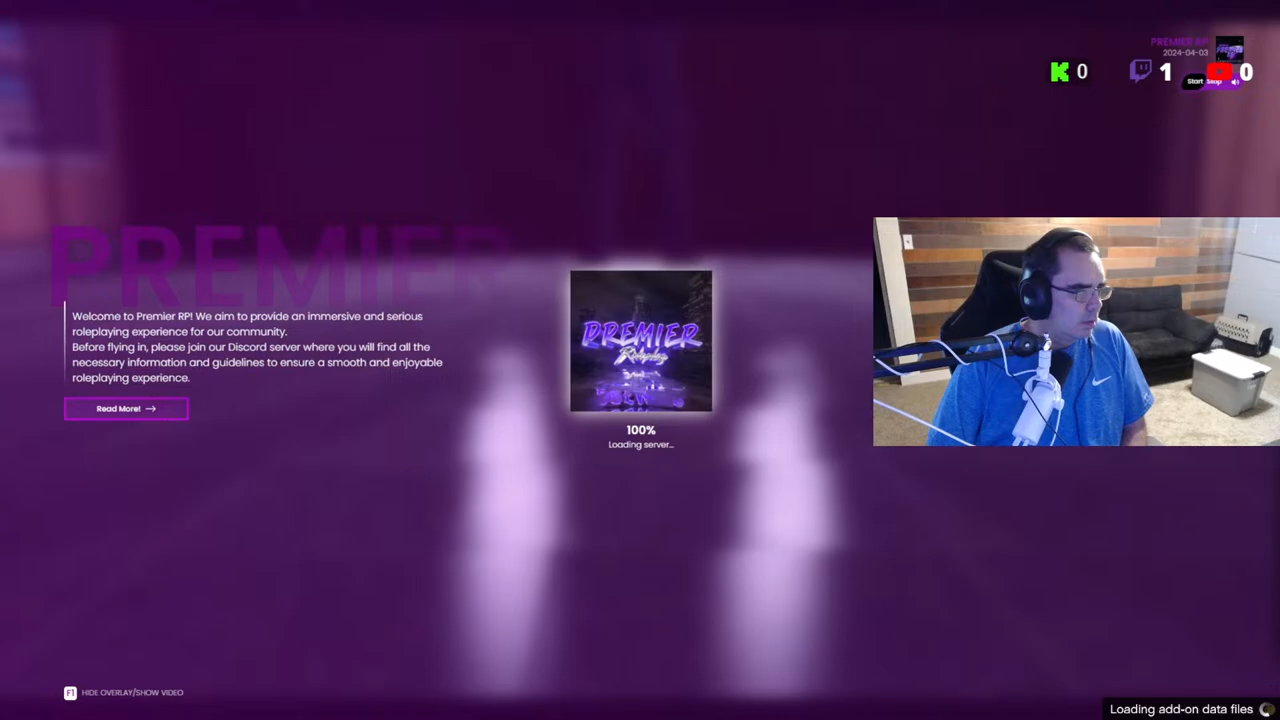 PREMIER RP
2024-04-03
0
1
0
Start
Stop
PREMIER
Welcome to Premier RP! We aim to provide an immersive and serious
roleplaying experience for our community.
Before flying in, please join our Discord server where you will find all the
necessary information and guidelines to ensure a smooth and enjoyable
roleplaying experience.
Read More!
PREMIER
Roleplay
100%
Loading server...
F1 HIDE OVERLAY/SHOW VIDEO
Loading add-on data files